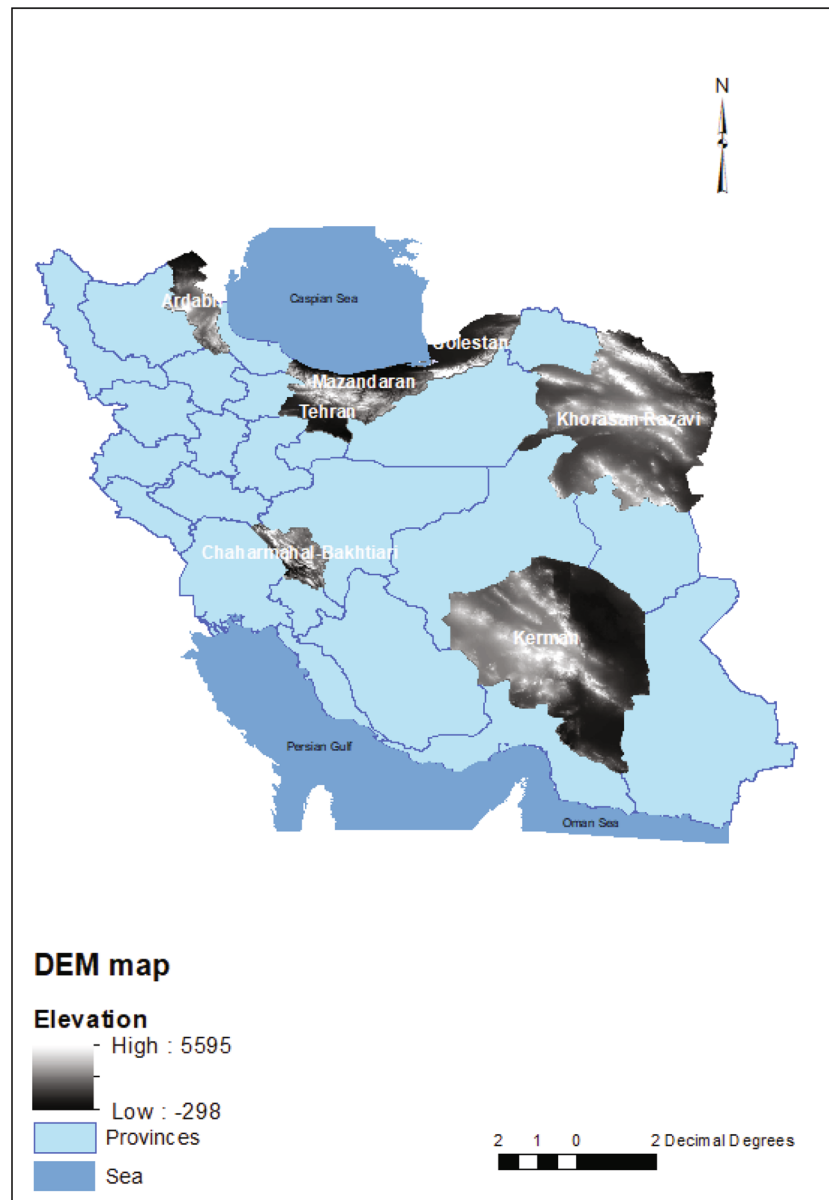 N
Caspian Sea
Ardabil
Golestan
Mazandaran
Tehran
Khorasan-Razavi
Chaharmahal-Bakhtiari
Kerman
Persian Gulf
Oman Sea
DEM map
Elevation
High : 5595
Low : -298
Provinces
Sea
2 1 0 2 Decimal Degrees